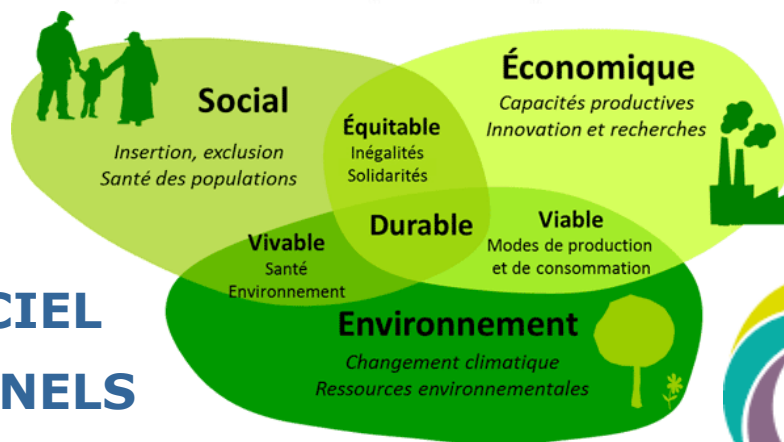 Social
Insertion, exclusion
Santé des populations
Économique
Capacités productives
Innovation et recherches
Équitable
Inégalités
Solidarités
Durable
Vivable
Santé
Environnement
Viable
Modes de production
et de consommation
Environnement
Changement climatique
Ressources environnementales
CIEL
NELS